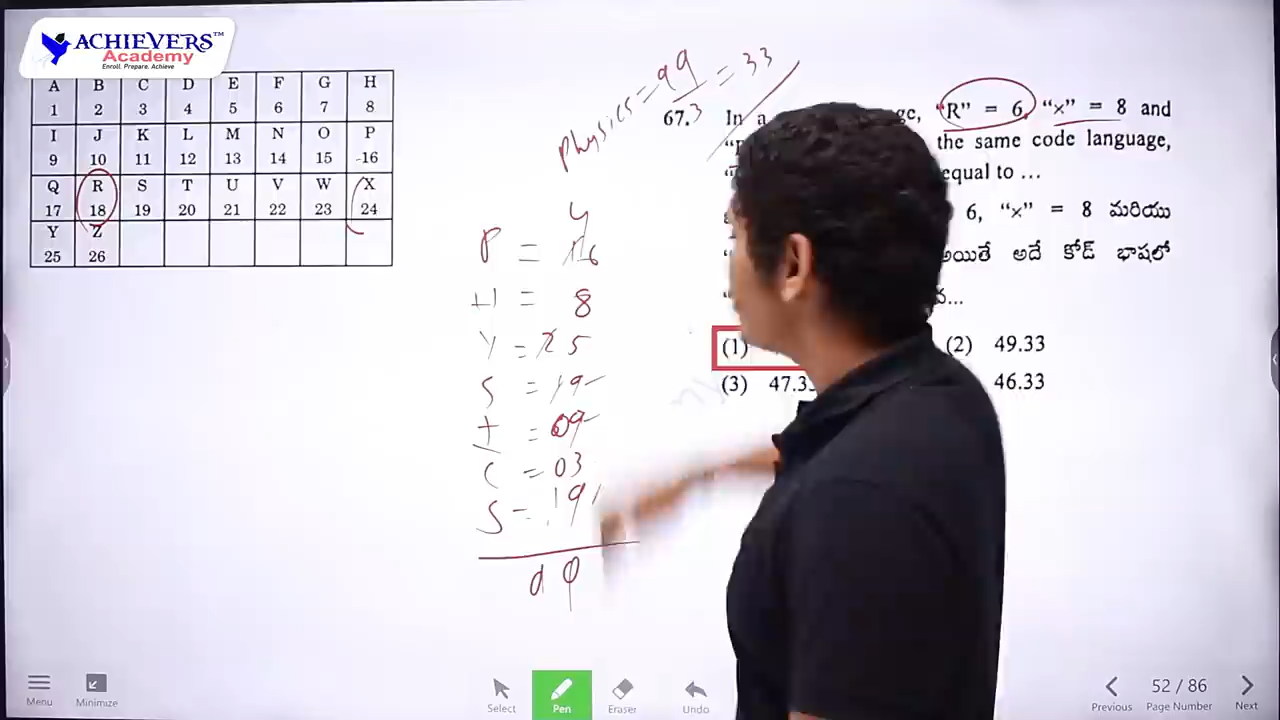 ACHIEVERS™
Academy
Enroll. Prepare. Achieve
A B C D E F G H
1 2 3 4 5 6 7 8
I J K L M N O P
9 10 11 12 13 14 15 16
Q R S T U V W X
17 18 19 20 21 22 23 24
Y Z
25 26
Physics = 99/3 = 33
P = 16
H = 8
Y = 25
S = 19
I = 09
C = 03
S = 19
67. In a
"R" = 6, "×" = 8 and
the same code language,
equal to ...
6, "×" = 8 మరియు
అయితే అదే కోడ్ భాషలో
(1)
(2) 49.33
(3) 47.33
46.33
Menu
Minimize
Select
Pen
Eraser
Undo
Previous
52 / 86
Page Number
Next